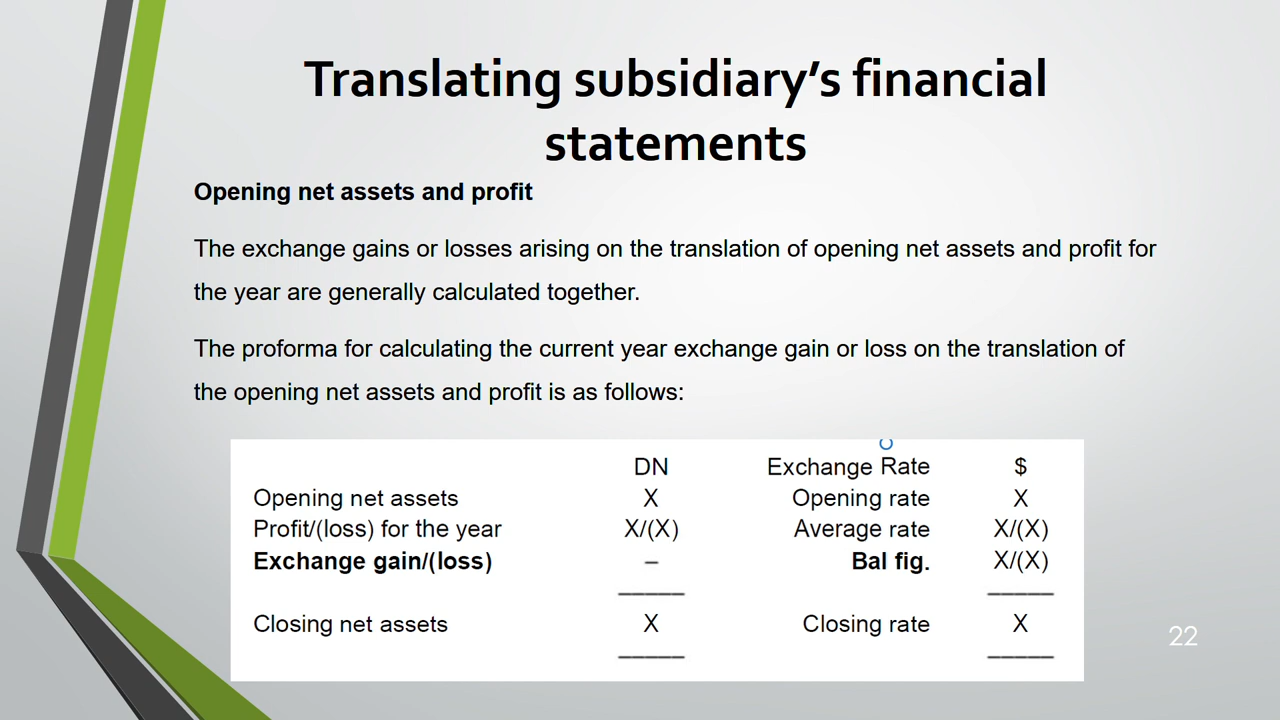 Translating subsidiary’s financial
statements
Opening net assets and profit
The exchange gains or losses arising on the translation of opening net assets and profit for
the year are generally calculated together.
The proforma for calculating the current year exchange gain or loss on the translation of
the opening net assets and profit is as follows:
DN Exchange Rate $
Opening net assets X Opening rate X
Profit/(loss) for the year X/(X) Average rate X/(X)
Exchange gain/(loss) – Bal fig. X/(X)
Closing net assets X Closing rate X
22